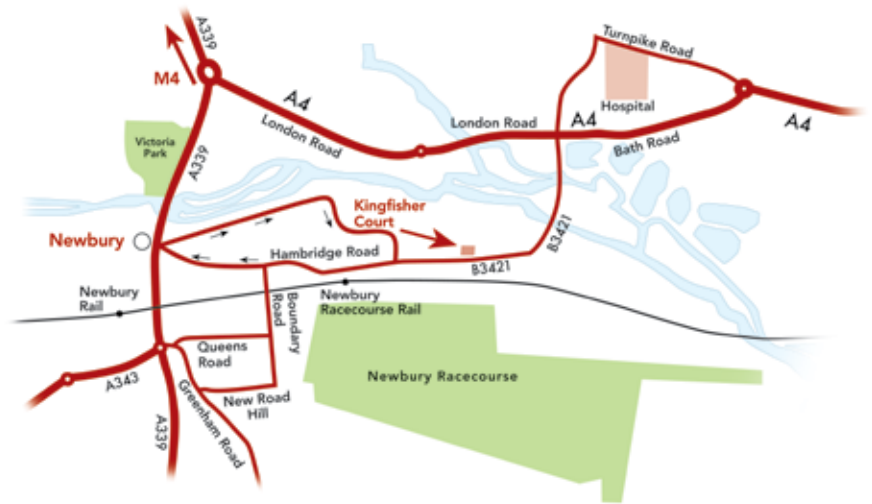 A339
M4
A4
London Road
London Road
A4
Turnpike Road
Hospital
Bath Road
A4
Victoria
Park
A339
Kingfisher
Court
Newbury
Hambridge Road
B3421
B3421
Newbury
Rail
Boundary
Road
Newbury
Racecourse Rail
Queens
Road
Newbury Racecourse
A343
New Road
Hill
Greenham Road
A339